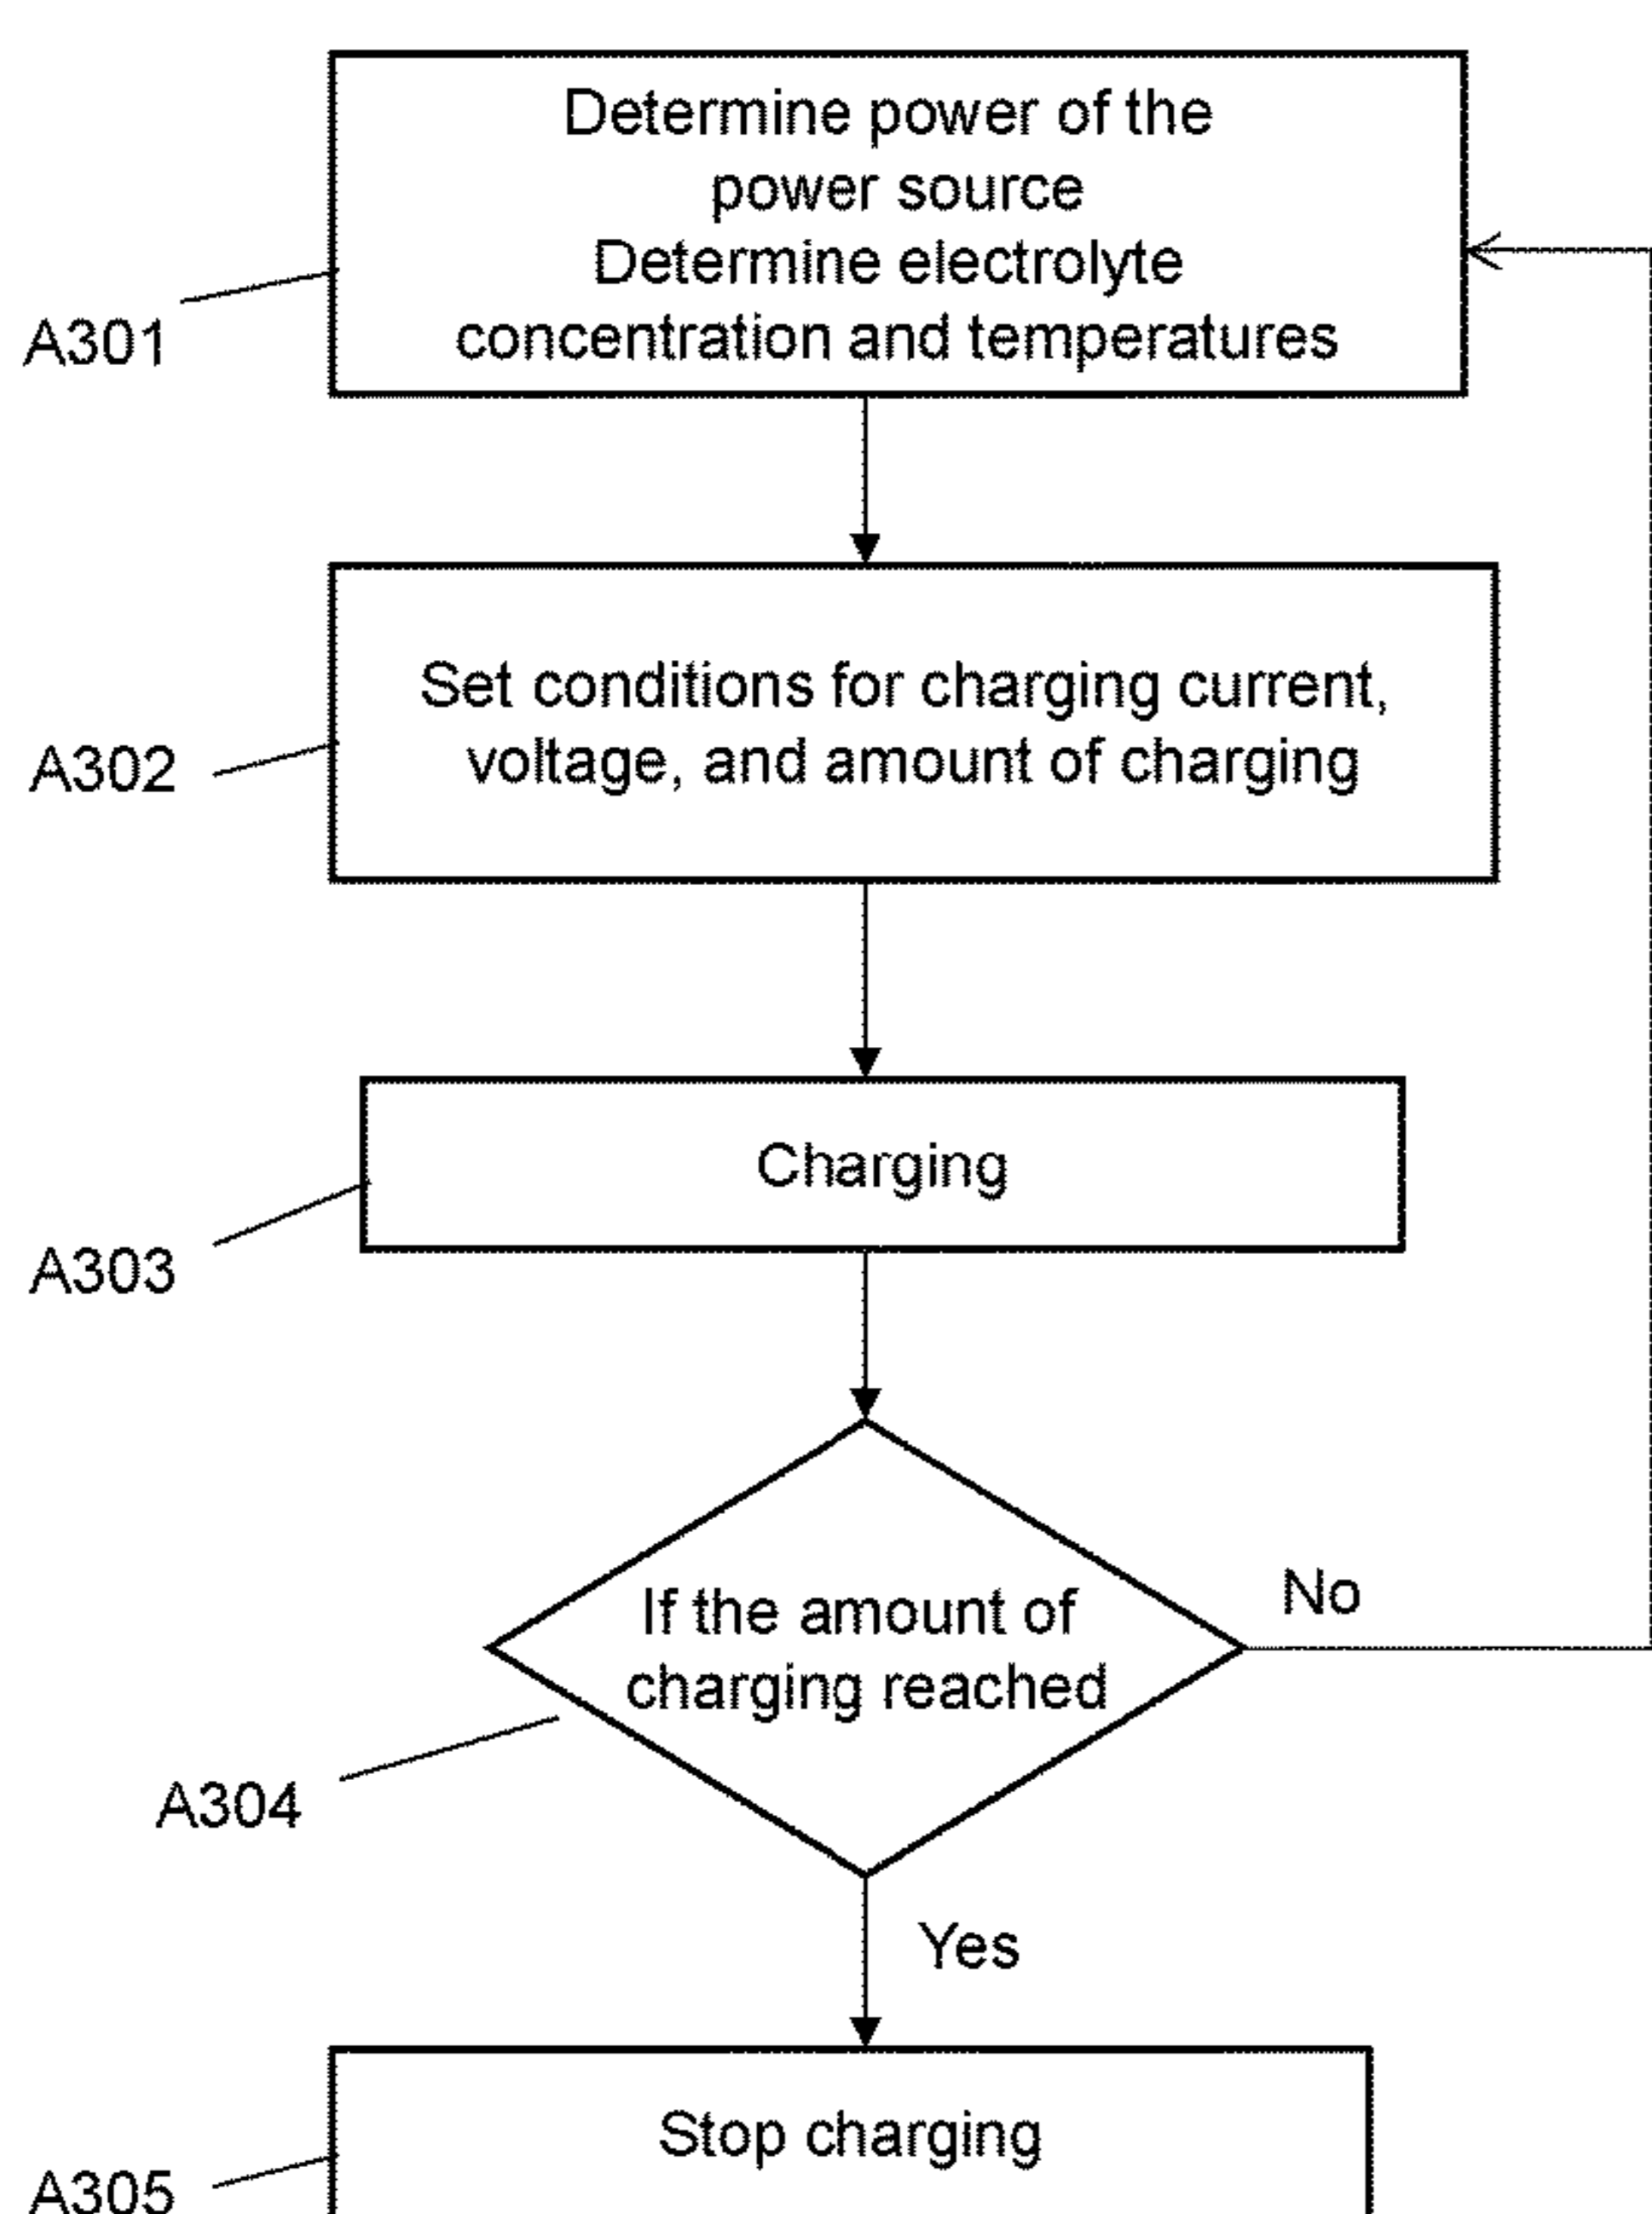 Determine power of the
power source
Determine electrolyte
concentration and temperatures
A301
Set conditions for charging current,
voltage, and amount of charging
A302
Charging
A303
If the amount of
charging reached
No
A304
Yes
Stop charging
A305